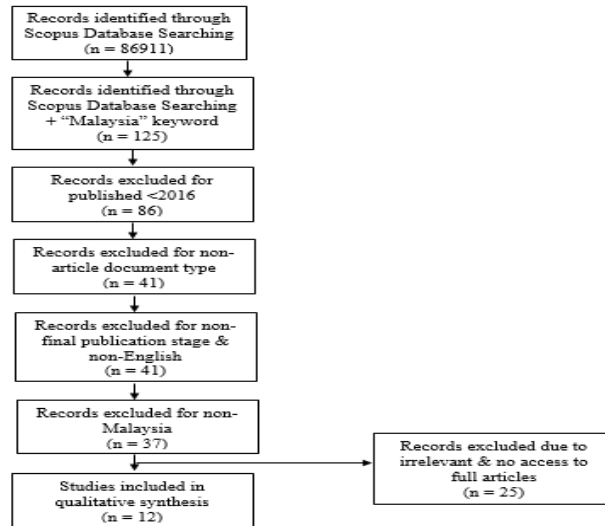 Records identified through
Scopus Database Searching
(n = 86911)
Records identified through
Scopus Database Searching
+ “Malaysia” keyword
(n = 125)
Records excluded for
published <2016
(n = 86)
Records excluded for non-
article document type
(n = 41)
Records excluded for non-
final publication stage &
non-English
(n = 41)
Records excluded for non-
Malaysia
(n = 37)
Records excluded due to
irrelevant & no access to
full articles
(n = 25)
Studies included in
qualitative synthesis
(n = 12)